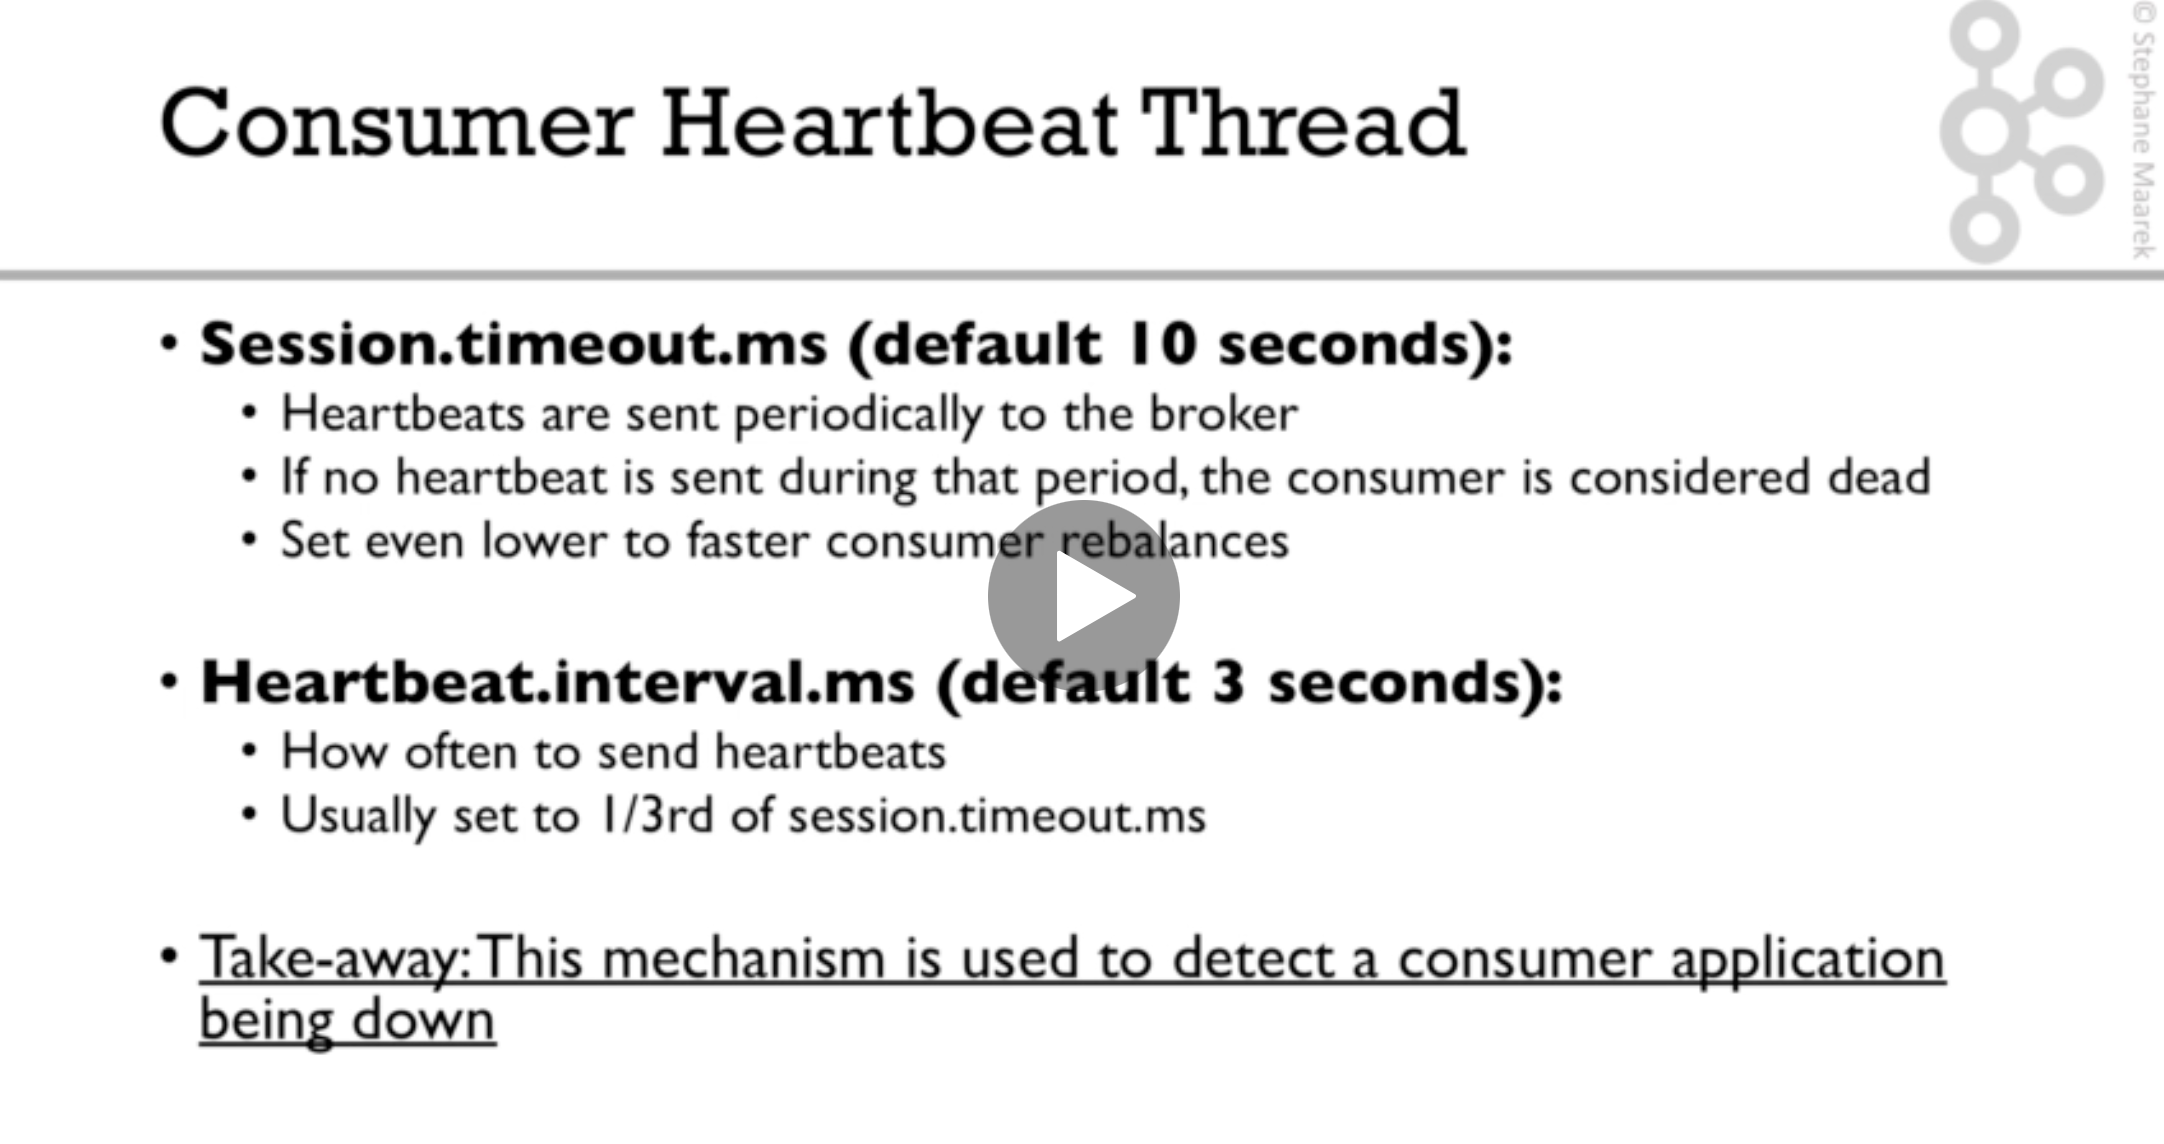 Consumer Heartbeat Thread
© Stephane Maarek
• Session.timeout.ms (default 10 seconds):
• Heartbeats are sent periodically to the broker
• If no heartbeat is sent during that period, the consumer is considered dead
• Set even lower to faster consumer rebalances
• Heartbeat.interval.ms (default 3 seconds):
• How often to send heartbeats
• Usually set to 1/3rd of session.timeout.ms
• Take-away: This mechanism is used to detect a consumer application
being down